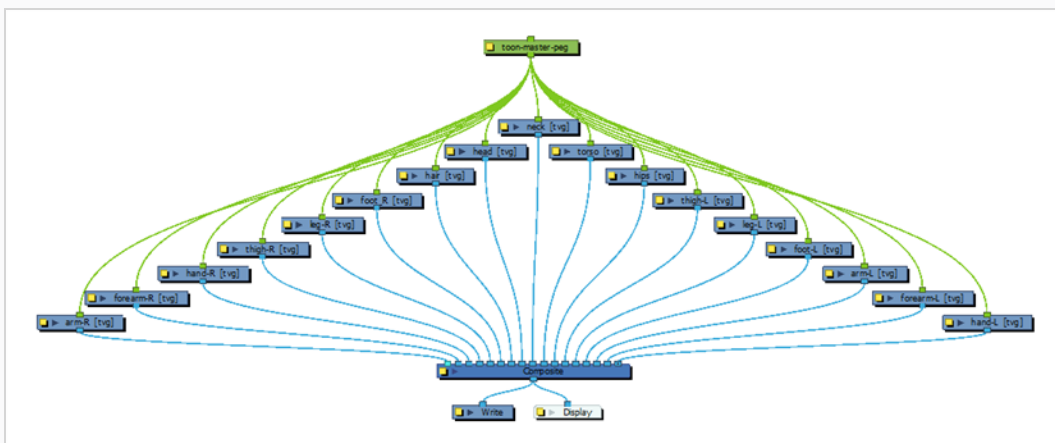 toon-master-peg
neck [tvg]
head [tvg]
torso [tvg]
hair [tvg]
hips [tvg]
foot_R [tvg]
thigh-L [tvg]
leg-R [tvg]
leg-L [tvg]
thigh-R [tvg]
foot-L [tvg]
hand-R [tvg]
arm-L [tvg]
forearm-R [tvg]
forearm-L [tvg]
arm-R [tvg]
hand-L [tvg]
Composite
Write
Display